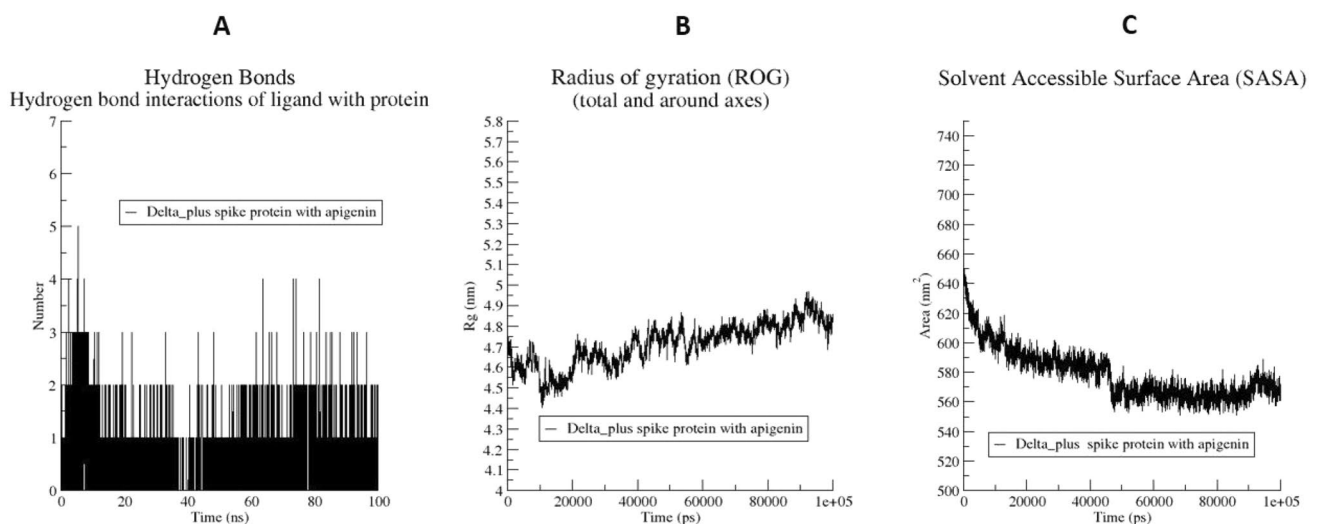 A
Hydrogen Bonds
Hydrogen bond interactions of ligand with protein
7
6
5
4
3
2
1
0
Number
Delta_plus spike protein with apigenin
0 20 40 60 80 100
Time (ns)
B
Radius of gyration (ROG)
(total and around axes)
5.8
5.7
5.6
5.5
5.4
5.3
5.2
5.1
5
4.9
4.8
4.7
4.6
4.5
4.4
4.3
4.2
4.1
4
Rg (nm)
Delta_plus spike protein with apigenin
0 20000 40000 60000 80000 1e+05
Time (ps)
C
Solvent Accessible Surface Area (SASA)
740
720
700
680
660
640
620
600
580
560
540
520
500
Area (nm²)
Delta_plus spike protein with apigenin
0 20000 40000 60000 80000 1e+05
Time (ps)